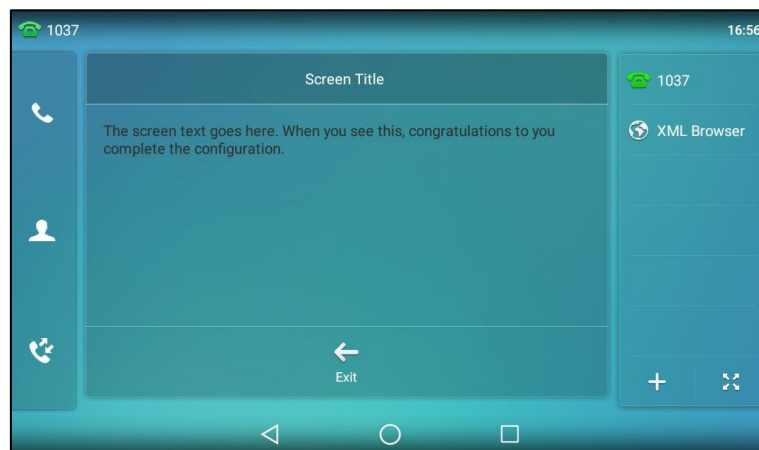 1037
16:56
Screen Title
1037
The screen text goes here. When you see this, congratulations to you
complete the configuration.
XML Browser
Exit